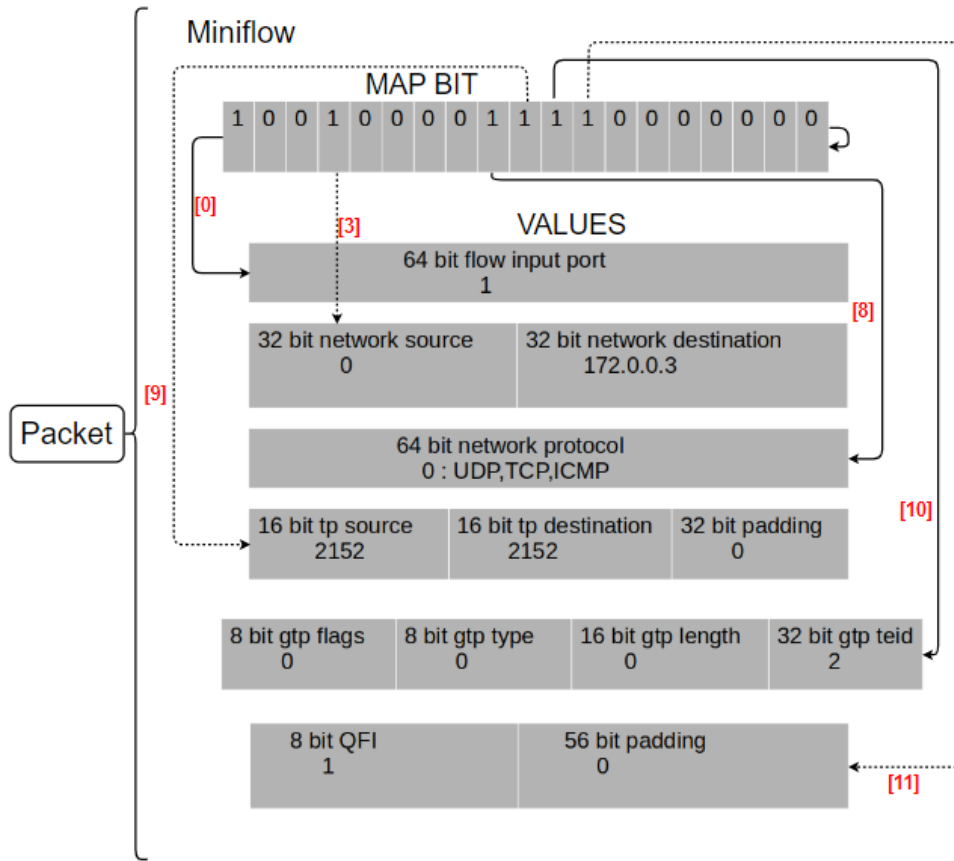 Miniflow
MAP BIT
1 0 0 1 0 0 0 0 1 1 1 1 0 0 0 0 0 0 0
[0]
[3]
VALUES
64 bit flow input port
1
[8]
32 bit network source
0
32 bit network destination
172.0.0.3
[9]
Packet
64 bit network protocol
0 : UDP,TCP,ICMP
[10]
16 bit tp source
2152
16 bit tp destination
2152
32 bit padding
0
8 bit gtp flags
0
8 bit gtp type
0
16 bit gtp length
0
32 bit gtp teid
2
8 bit QFI
1
56 bit padding
0
[11]